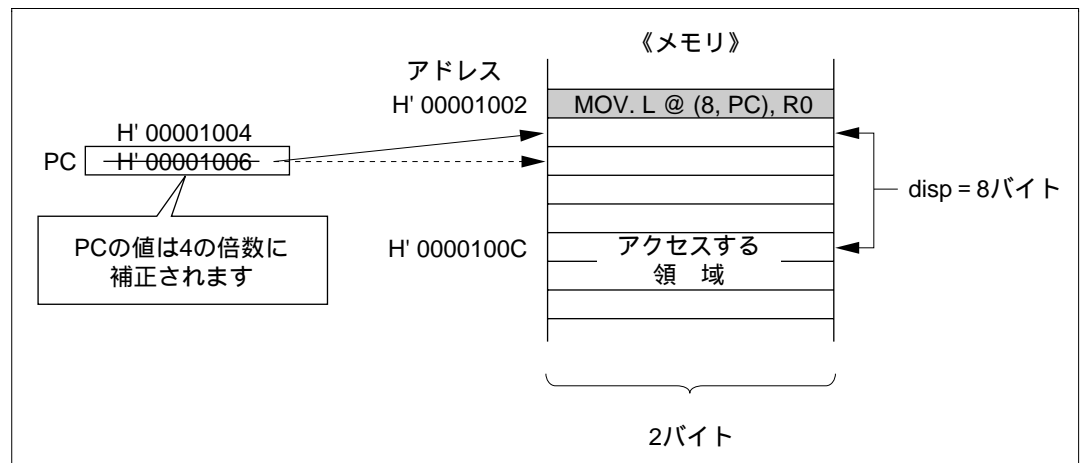 《メモリ》
アドレス
H' 00001002 MOV. L @ (8, PC), R0
H' 00001004
PC H' 00001006
disp = 8バイト
PCの値は4の倍数に
補正されます
H' 0000100C アクセスする
領 域
2バイト